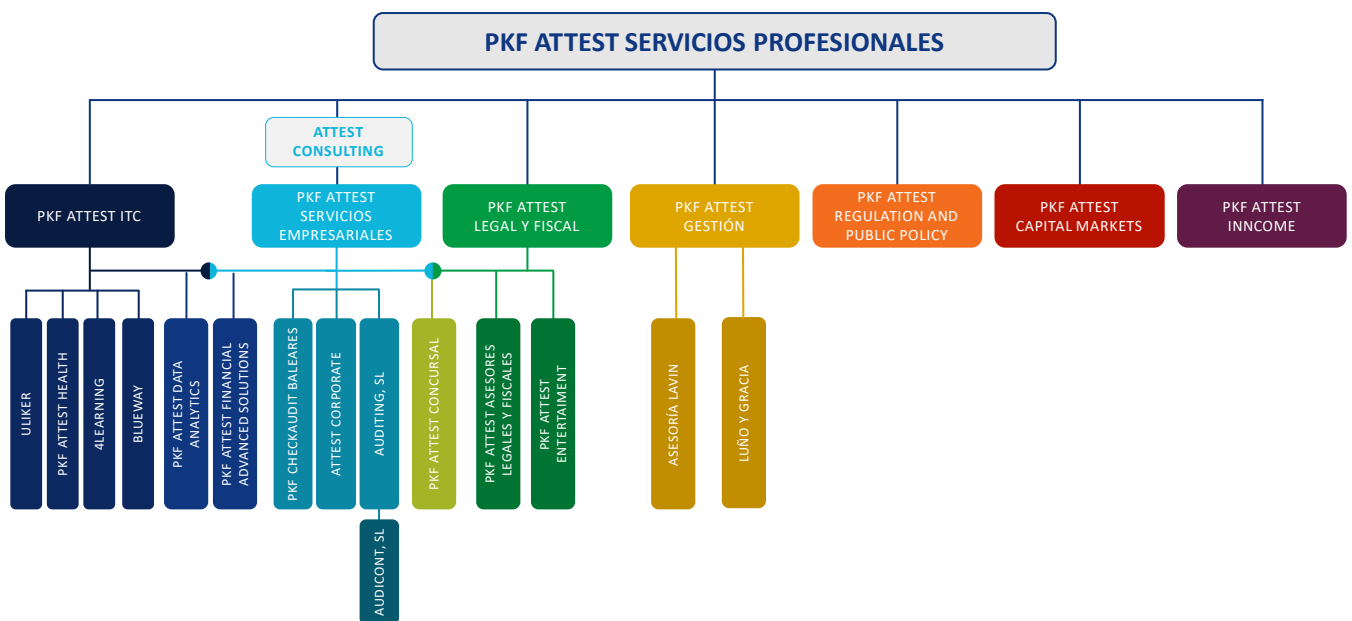 PKF ATTEST SERVICIOS PROFESIONALES
ATTEST
CONSULTING
PKF ATTEST ITC
PKF ATTEST
SERVICIOS
EMPRESARIALES
PKF ATTEST
LEGAL Y FISCAL
PKF ATTEST
GESTIÓN
PKF ATTEST
REGULATION AND
PUBLIC POLICY
PKF ATTEST
CAPITAL MARKETS
PKF ATTEST
INNCOME
ULIKER
PKF ATTEST HEALTH
4LEARNING
BLUEWAY
PKF ATTEST DATA
ANALYTICS
PKF ATTEST FINANCIAL
ADVANCED SOLUTIONS
PKF CHECKAUDIT BALEARES
ATTEST CORPORATE
AUDITING, SL
PKF ATTEST CONCURSAL
PKF ATTEST ASESORES
LEGALES Y FISCALES
PKF ATTEST
ENTERTAIMENT
ASESORÍA LAVIN
LUÑO Y GRACIA
AUDICONT, SL